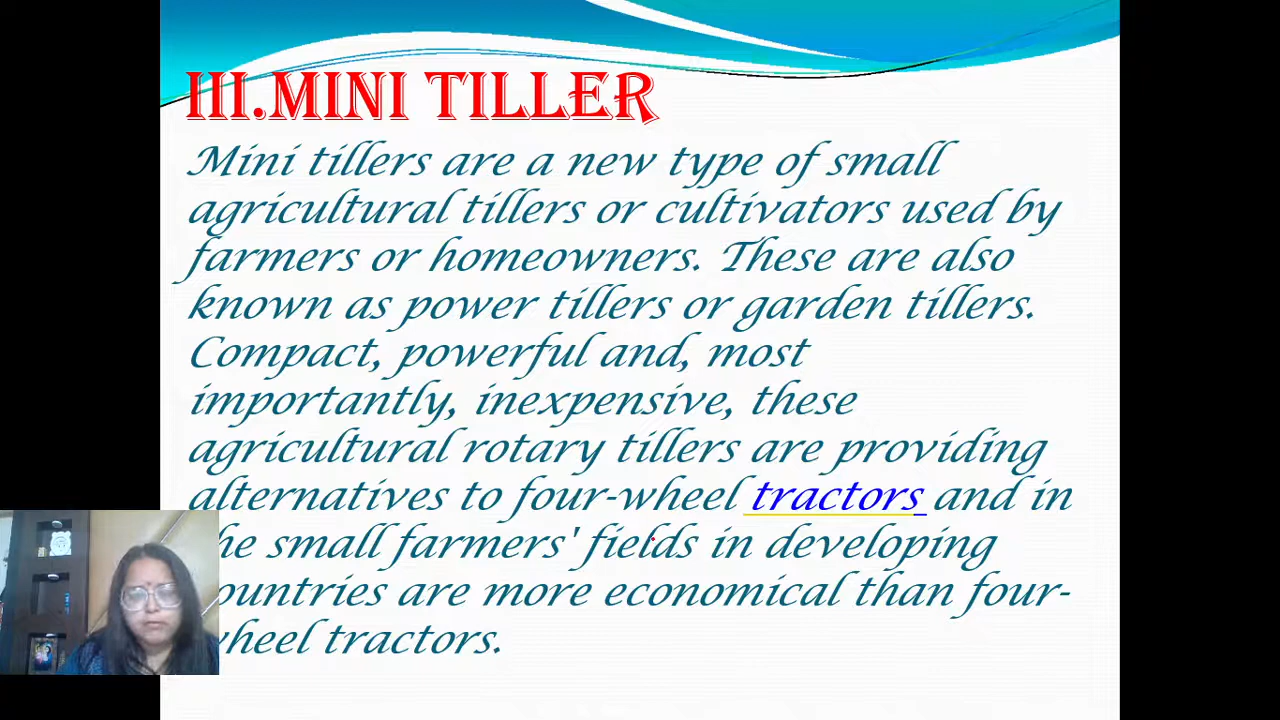 III.MINI TILLER
Mini tillers are a new type of small
agricultural tillers or cultivators used by
farmers or homeowners. These are also
known as power tillers or garden tillers.
Compact, powerful and, most
importantly, inexpensive, these
agricultural rotary tillers are providing
alternatives to four-wheel tractors and in
he small farmers' fields in developing
ountries are more economical than four-
wheel tractors.